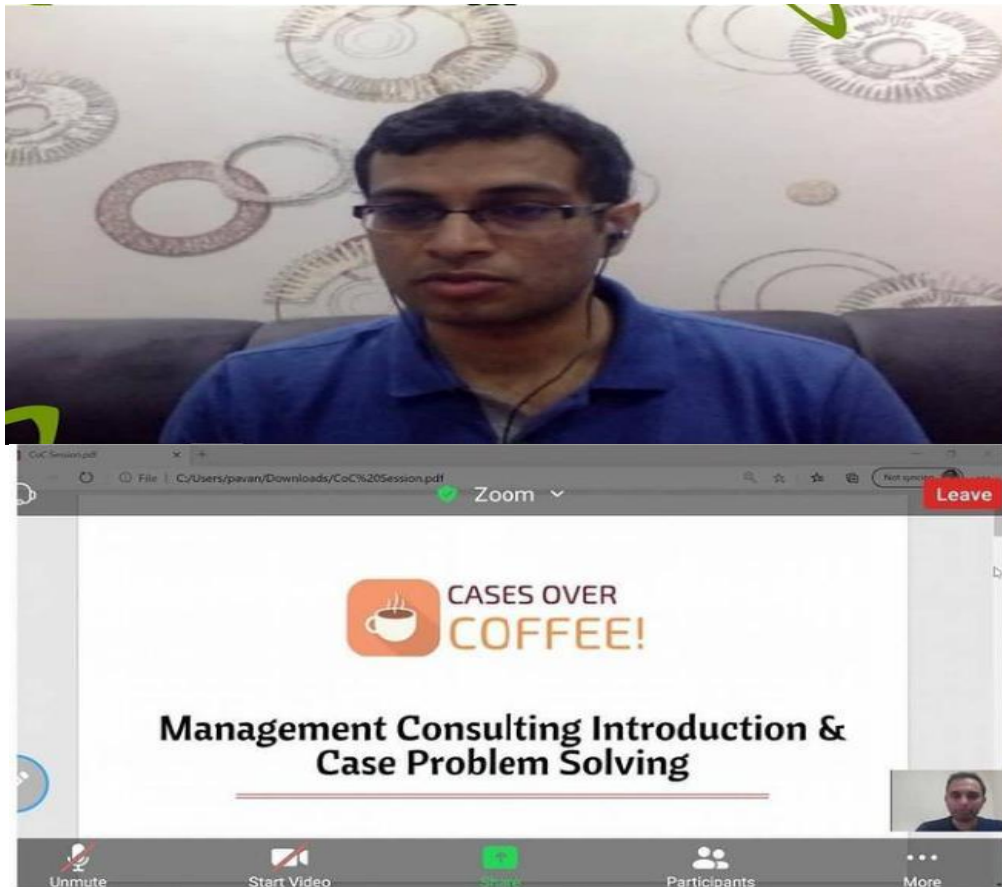 CoC Session.pdf
File | C:/Users/pavan/Downloads/CoC%20Session.pdf
Not syncing
Zoom
Leave
CASES OVER
COFFEE!
Management Consulting Introduction &
Case Problem Solving
Unmute
Start Video
Share
Participants
More